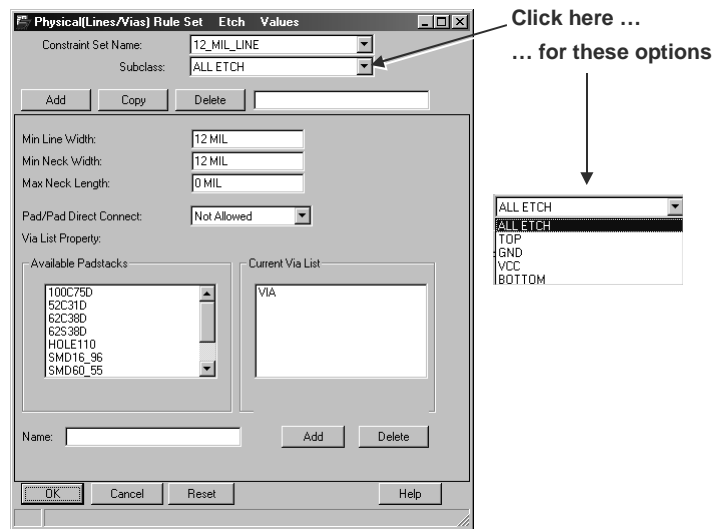 Physical(Lines/Vias) Rule Set Etch Values
Click here …
… for these options
Constraint Set Name: 12_MIL_LINE
Subclass: ALL ETCH
Add Copy Delete
Min Line Width: 12 MIL
Min Neck Width: 12 MIL
Max Neck Length: 0 MIL
Pad/Pad Direct Connect: Not Allowed
Via List Property:
Available Padstacks
100C75D
52C31D
62C38D
62S38D
HOLE110
SMD16_96
SMD60_55
Current Via List
VIA
Name:
Add Delete
OK Cancel Reset Help
ALL ETCH
ALL ETCH
TOP
GND
VCC
BOTTOM